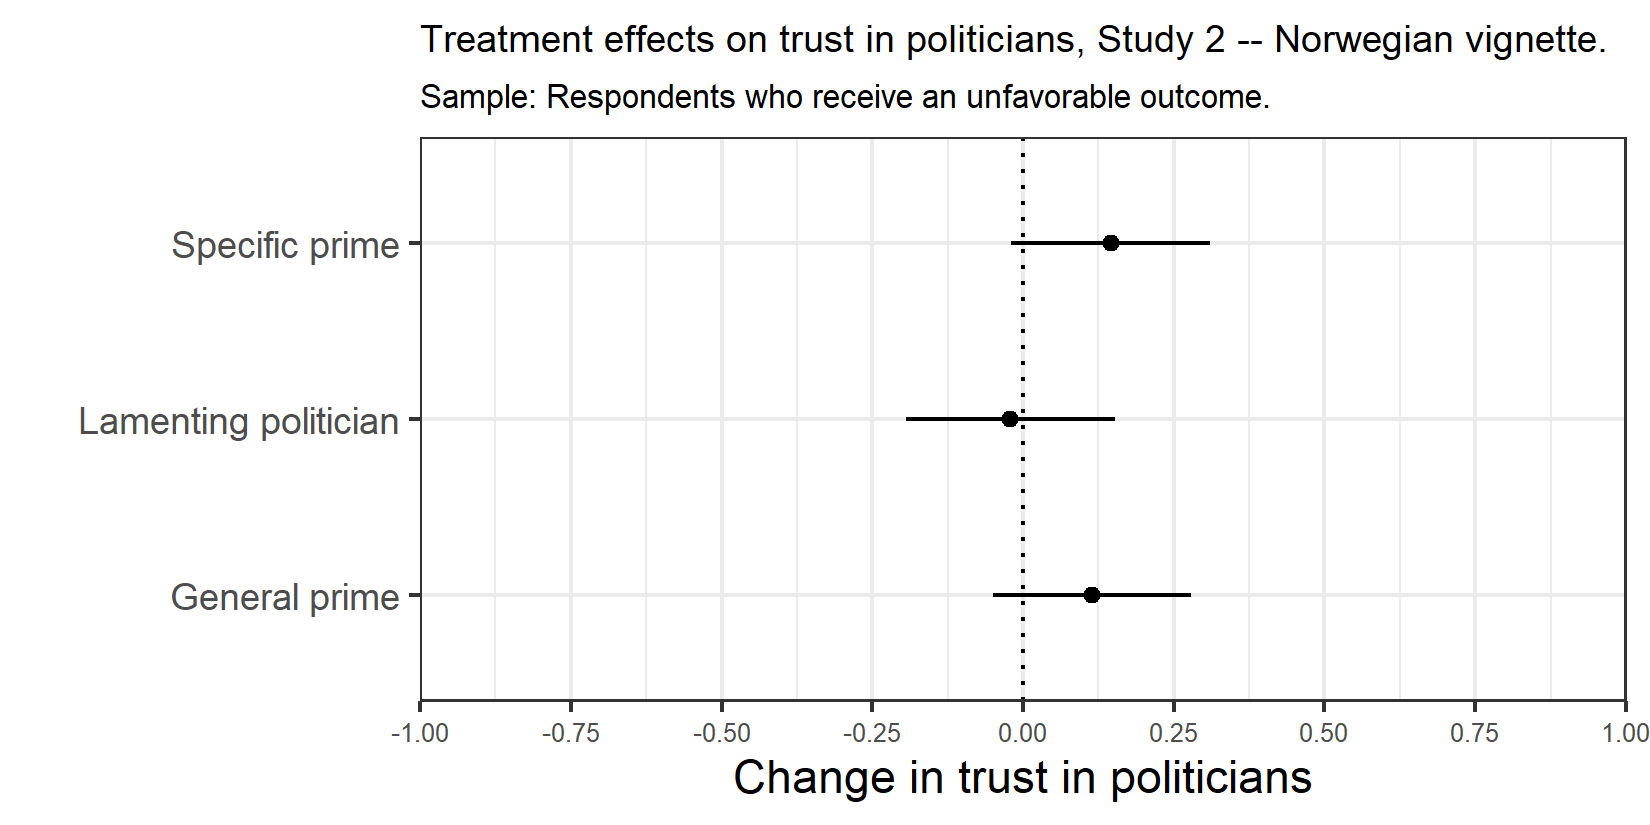 Treatment effects on trust in politicians, Study 2 -- Norwegian vignette.
Sample: Respondents who receive an unfavorable outcome.
Specific prime
Lamenting politician
General prime
-1.00 -0.75 -0.50 -0.25 0.00 0.25 0.50 0.75 1.00
Change in trust in politicians